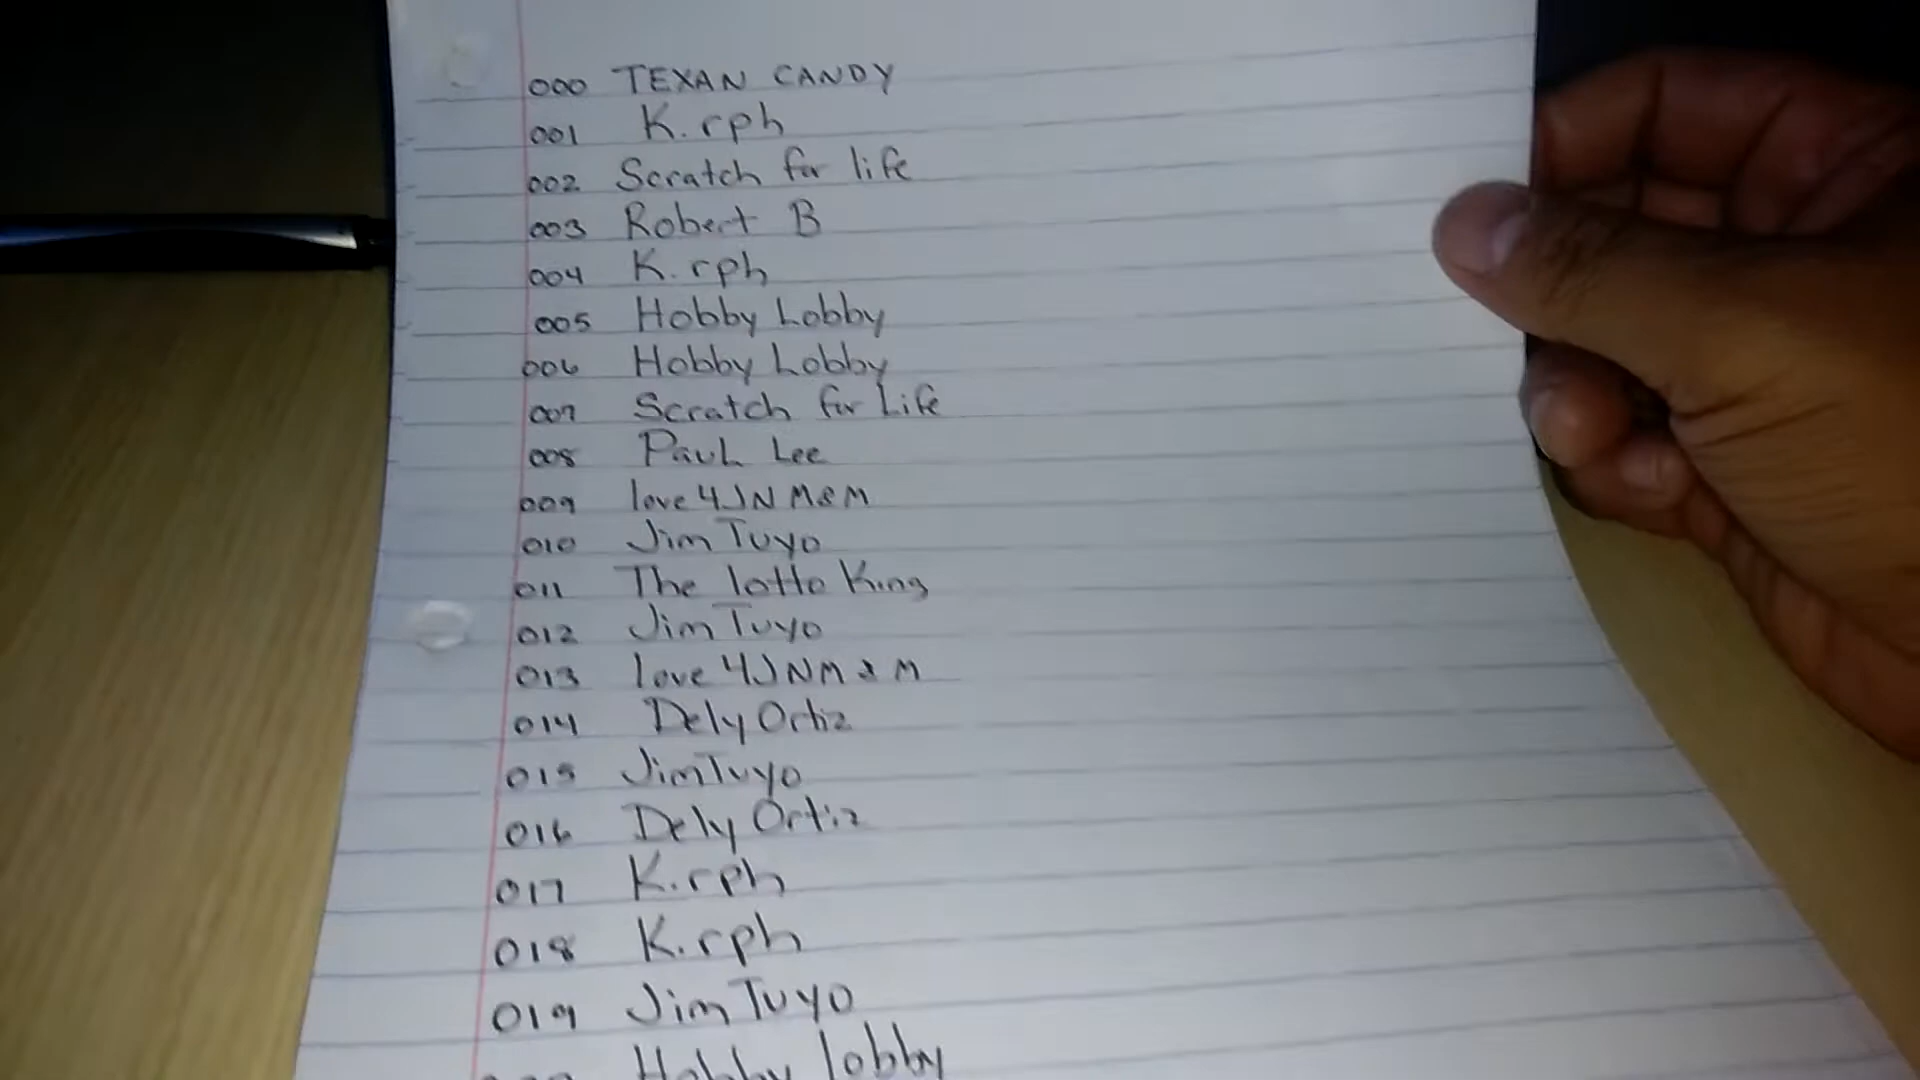 000 TEXAN CANDY
001 K.rph
002 Scratch for life
003 Robert B
004 K.rph
005 Hobby Lobby
006 Hobby Lobby
007 Scratch for Life
008 Paul Lee
009 love 4JN M&M
010 Jim Tuyo
011 The lotto King
012 Jim Tuyo
013 love 4JNM & M
014 Dely Ortiz
015 Jim Tuyo
016 Dely Ortiz
017 K.rph
018 K.rph
019 Jim Tuyo
Hobby lobby